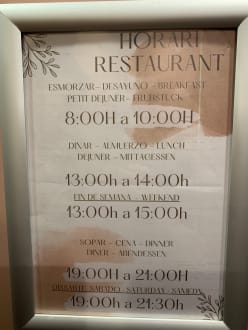 HORARI
RESTAURANT
ESMORZAR- DESAYUNO - BREAKFAST
PETIT DEJUNER- FRUHSTUCK
8:00H a 10:00H
DINAR - ALMUERZO - LUNCH
DEJUNER - MITTAGESSEN
13:00h a 14:00h
FIN DE SEMANA - WEEKEND
13:00h a 15:00h
SOPAR - CENA - DINNER
DINER - ABENDESSEN
19:00H a 21:00H
DISSABTE-SABADO - SATURDAY - SAMEDI
19:00h a 21:30h